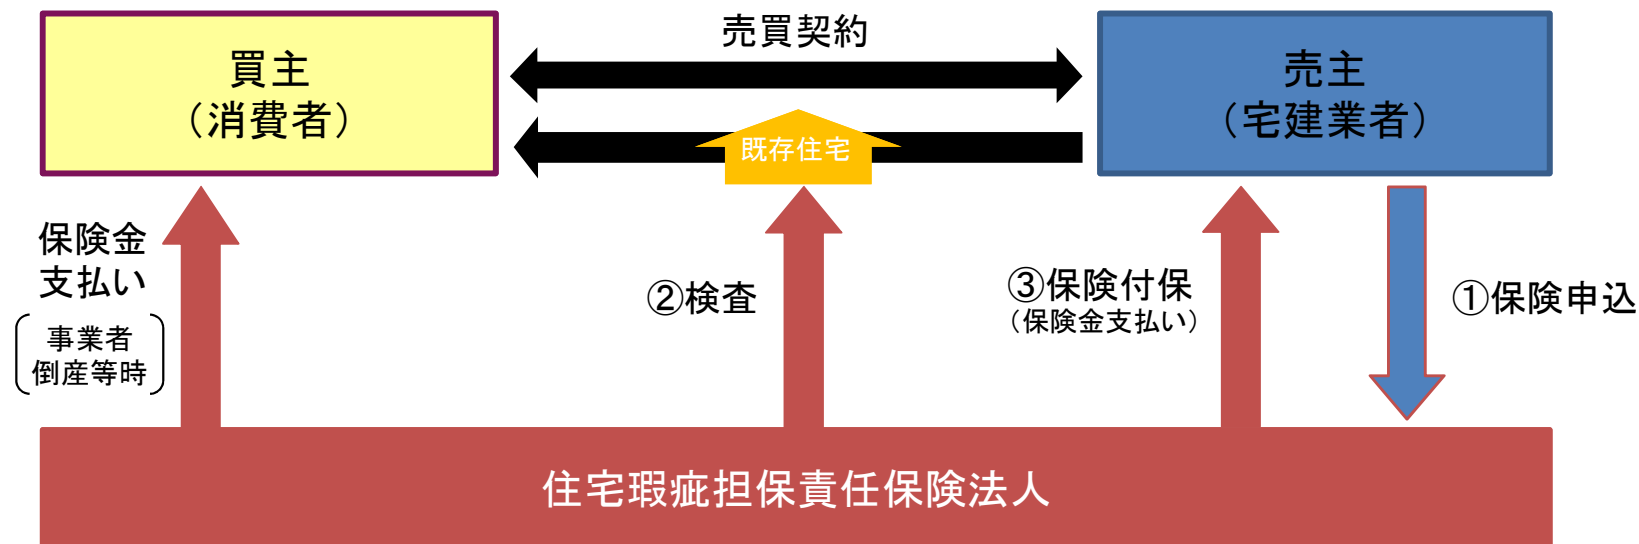 売買契約
買主
（消費者）
売主
（宅建業者）
既存住宅
保険金
支払い
事業者
倒産等時
②検査
③保険付保
（保険金支払い）
①保険申込
住宅瑕疵担保責任保険法人